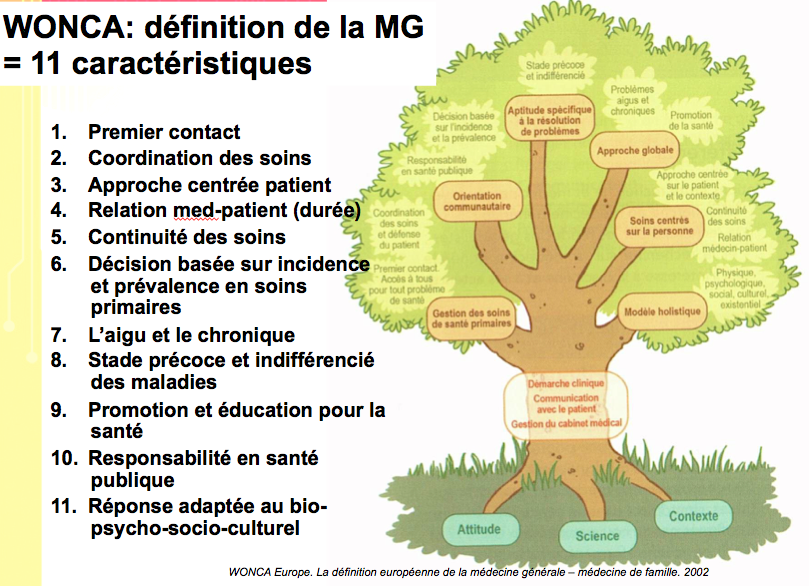 WONCA: définition de la MG
= 11 caractéristiques
1. Premier contact
2. Coordination des soins
3. Approche centrée patient
4. Relation med-patient (durée)
5. Continuité des soins
6. Décision basée sur incidence
et prévalence en soins
primaires
7. L'aigu et le chronique
8. Stade précoce et indifférencié
des maladies
9. Promotion et éducation pour la
santé
10. Responsabilité en santé
publique
11. Réponse adaptée au bio-
psycho-socio-culturel
Stade précoce
et indifférencié
Problèmes
aigus et
chroniques
Promotion
de la santé
Décision basée
sur l'incidence
et la prévalence
Aptitude spécifique
à la résolution
de problèmes
Approche globale
Responsabilité
en santé publique
Approche centrée
sur le patient
et le contexte
Orientation
communautaire
Coordination
des soins
et défense
du patient
Soins centrés
sur la personne
Continuité
des soins
Relation
médecin-patient
Premier contact.
Accès à tous
pour tout problème
de santé
Physique,
psychologique,
social, culturel,
existentiel
Gestion des soins
de santé primaires
Modèle holistique
Démarche clinique
Communication
avec le patient
Gestion du cabinet médical
Attitude
Science
Contexte
WONCA Europe. La définition européenne de la médecine générale – médecine de famille. 2002